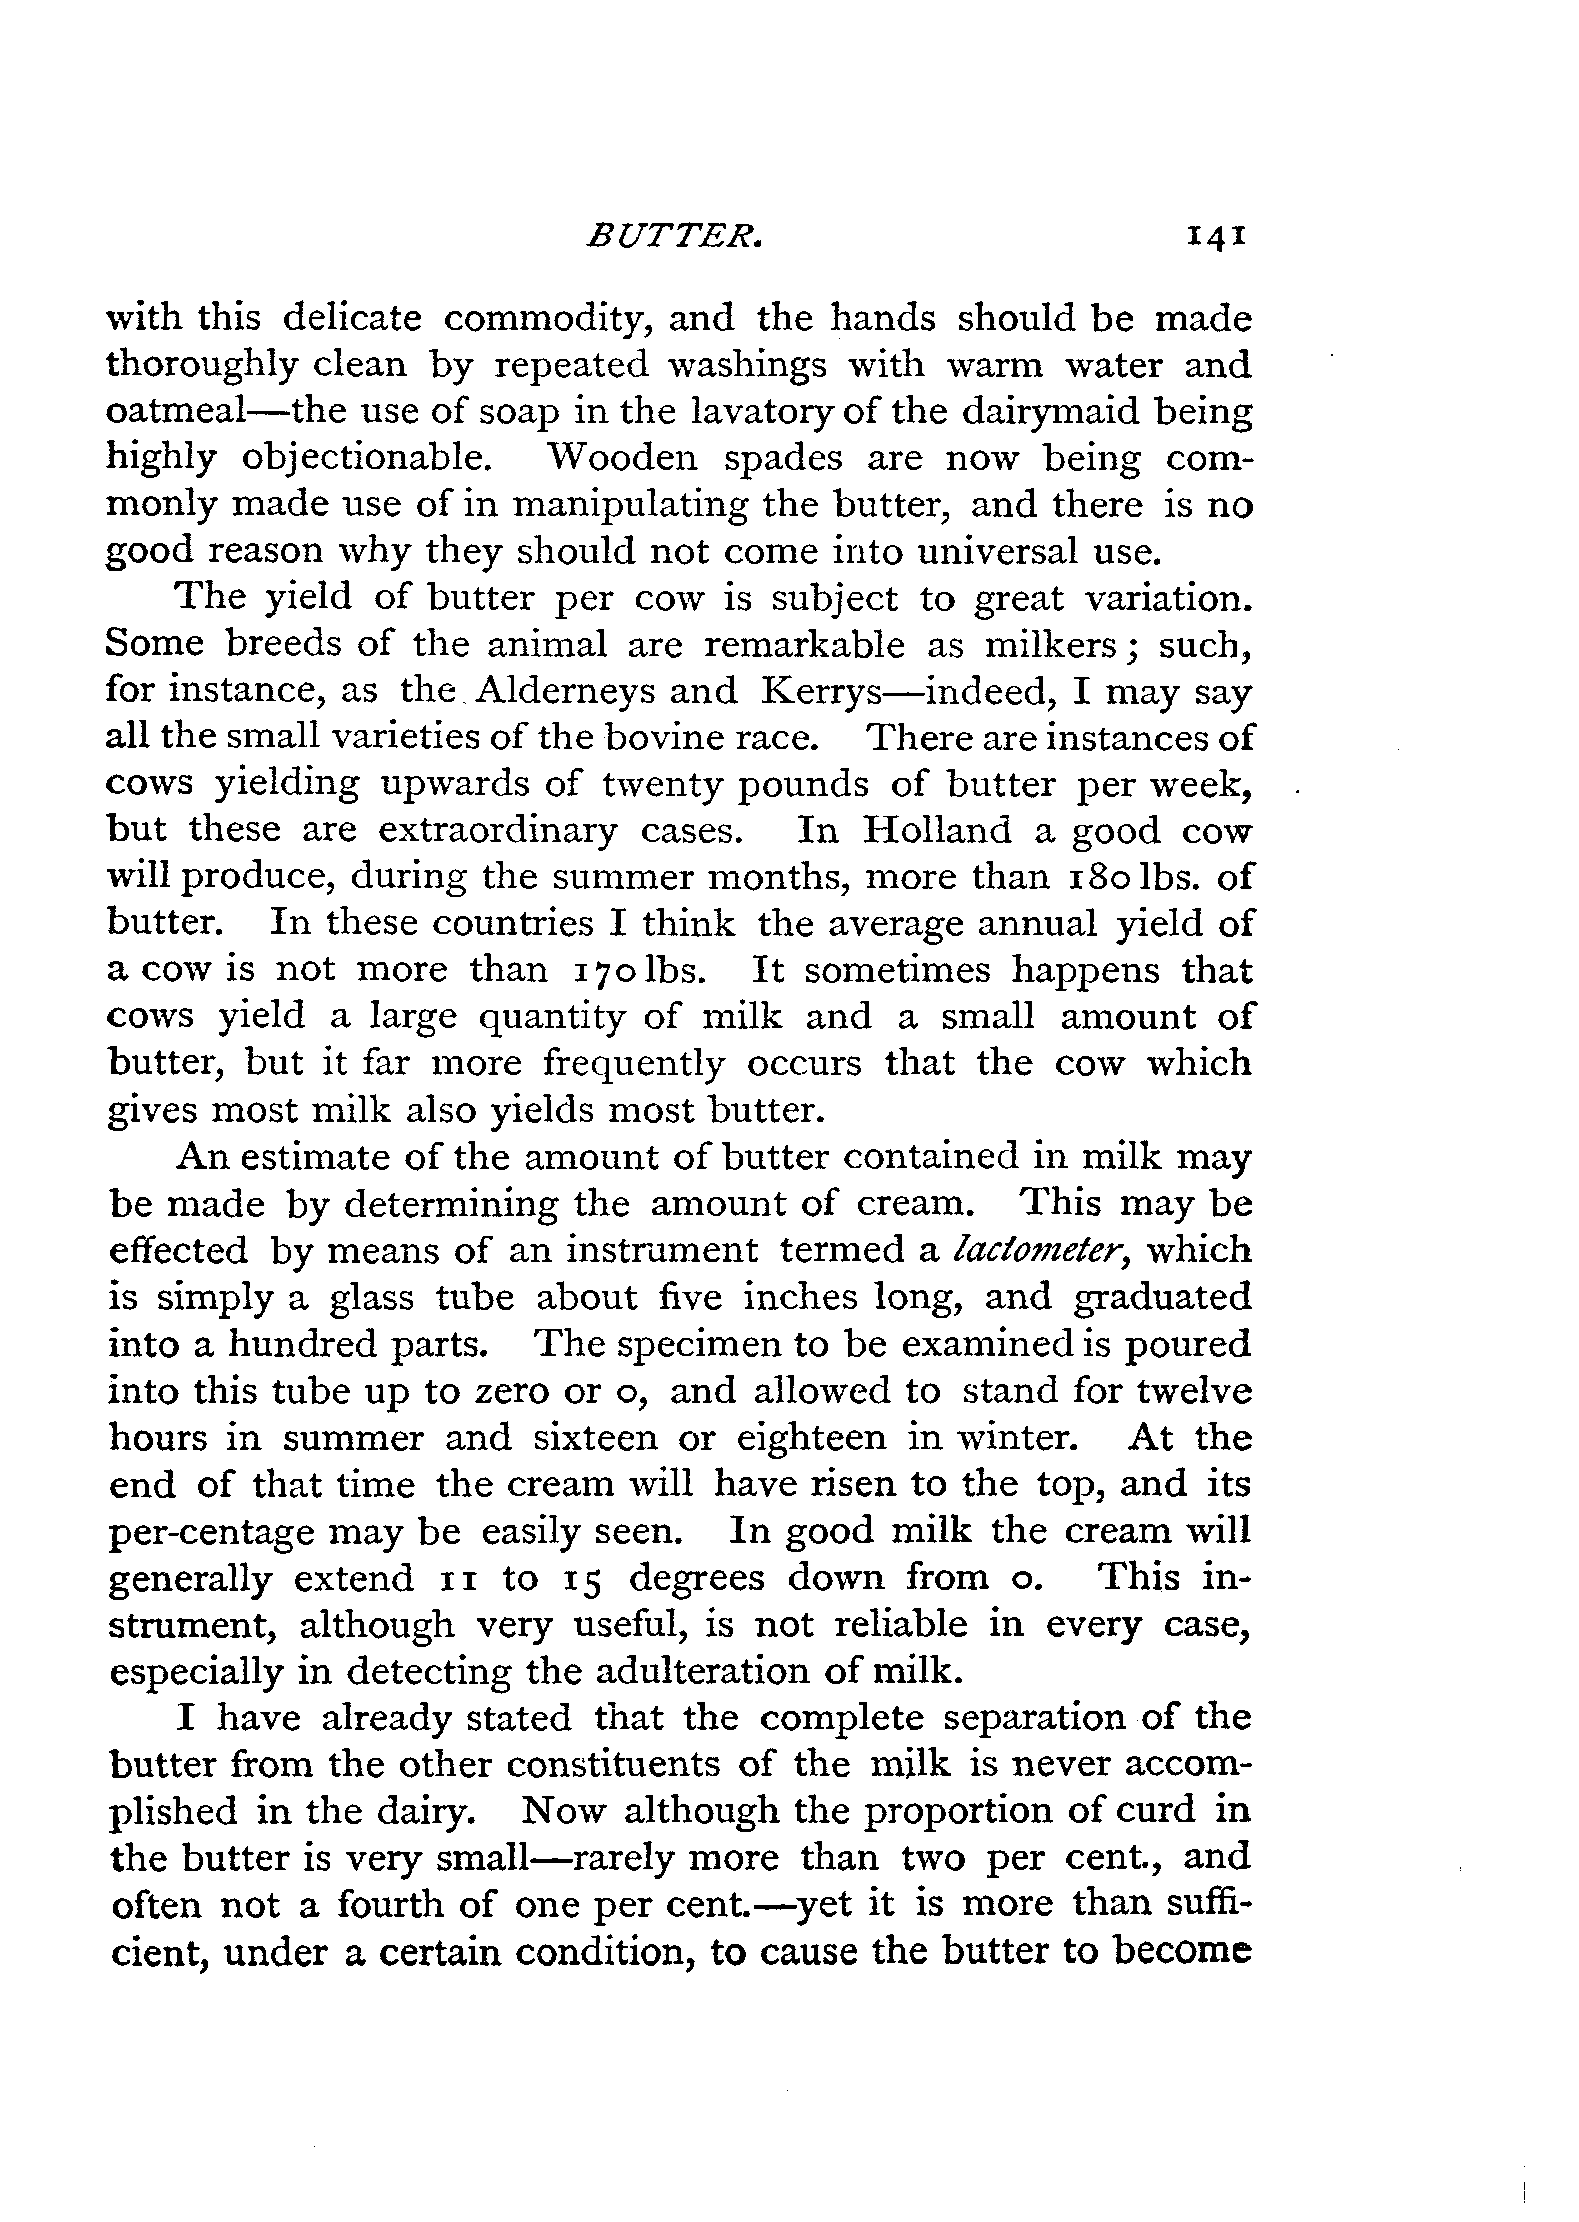 BUTTER. 141
with this delicate commodity, and the hands should be made
thoroughly clean by repeated washings with warm water and
oatmeal—the use of soap in the lavatory of the dairymaid being
highly objectionable. Wooden spades are now being com-
monly made use of in manipulating the butter, and there is no
good reason why they should not come into universal use.
The yield of butter per cow is subject to great variation.
Some breeds of the animal are remarkable as milkers; such,
for instance, as the Alderneys and Kerrys—indeed, I may say
all the small varieties of the bovine race. There are instances of
cows yielding upwards of twenty pounds of butter per week,
but these are extraordinary cases. In Holland a good cow
will produce, during the summer months, more than 180 lbs. of
butter. In these countries I think the average annual yield of
a cow is not more than 170 lbs. It sometimes happens that
cows yield a large quantity of milk and a small amount of
butter, but it far more frequently occurs that the cow which
gives most milk also yields most butter.
An estimate of the amount of butter contained in milk may
be made by determining the amount of cream. This may be
effected by means of an instrument termed a lactometer, which
is simply a glass tube about five inches long, and graduated
into a hundred parts. The specimen to be examined is poured
into this tube up to zero or 0, and allowed to stand for twelve
hours in summer and sixteen or eighteen in winter. At the
end of that time the cream will have risen to the top, and its
per-centage may be easily seen. In good milk the cream will
generally extend 11 to 15 degrees down from 0. This in-
strument, although very useful, is not reliable in every case,
especially in detecting the adulteration of milk.
I have already stated that the complete separation of the
butter from the other constituents of the milk is never accom-
plished in the dairy. Now although the proportion of curd in
the butter is very small—rarely more than two per cent., and
often not a fourth of one per cent.—yet it is more than suffi-
cient, under a certain condition, to cause the butter to become